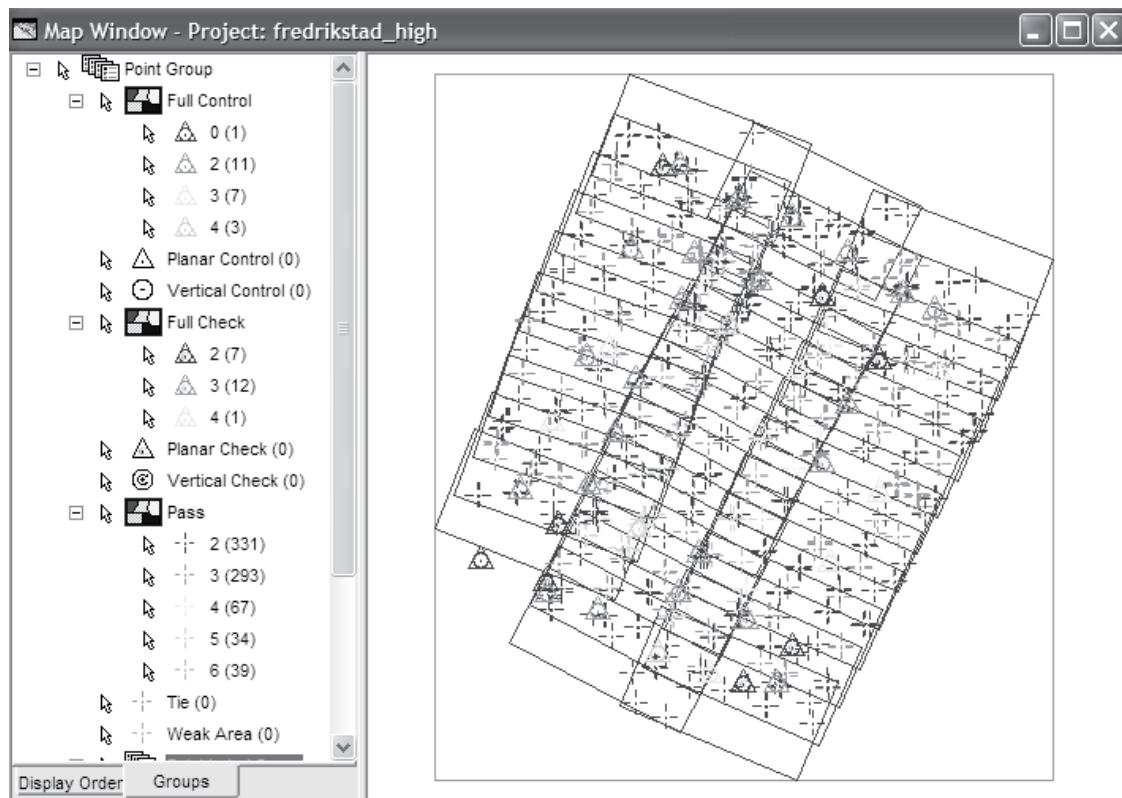 Map Window - Project: fredrikstad_high
Point Group
Full Control
0 (1)
2 (11)
3 (7)
4 (3)
Planar Control (0)
Vertical Control (0)
Full Check
2 (7)
3 (12)
4 (1)
Planar Check (0)
Vertical Check (0)
Pass
2 (331)
3 (293)
4 (67)
5 (34)
6 (39)
Tie (0)
Weak Area (0)
Display Order
Groups